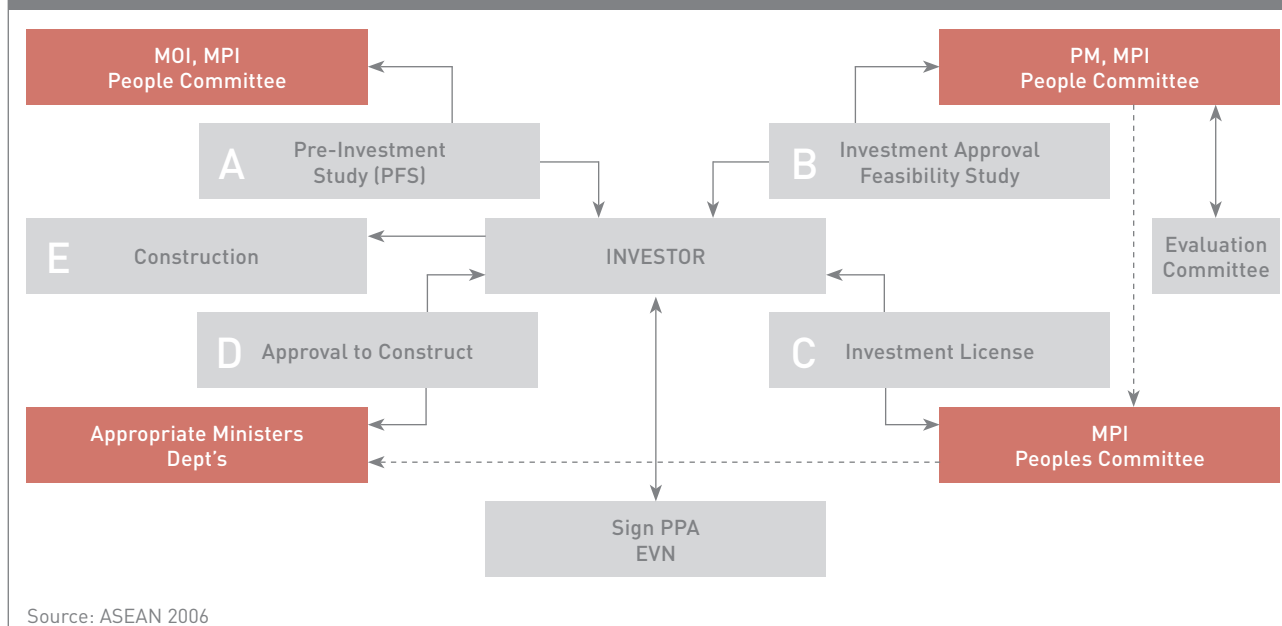 MOI, MPI
People Committee
PM, MPI
People Committee
A
Pre-Investment
Study (PFS)
B
Investment Approval
Feasibility Study
E
Construction
INVESTOR
Evaluation
Committee
D
Approval to Construct
C
Investment License
Appropriate Ministers
Dept's
MPI
Peoples Committee
Sign PPA
EVN
Source: ASEAN 2006